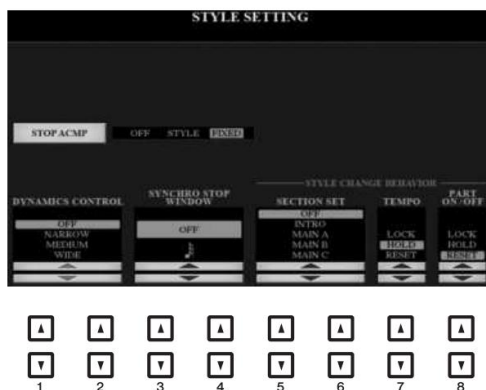 STYLE SETTING
STOP ACMP OFF STYLE FIXED
STYLE CHANGE BEHAVIOR
DYNAMICS CONTROL
OFF
NARROW
MEDIUM
WIDE
SYNCHRO STOP
WINDOW
OFF
SECTION SET
OFF
INTRO
MAIN A
MAIN B
MAIN C
TEMPO
LOCK
HOLD
RESET
PART
ON/OFF
LOCK
HOLD
RESET
1 2 3 4 5 6 7 8